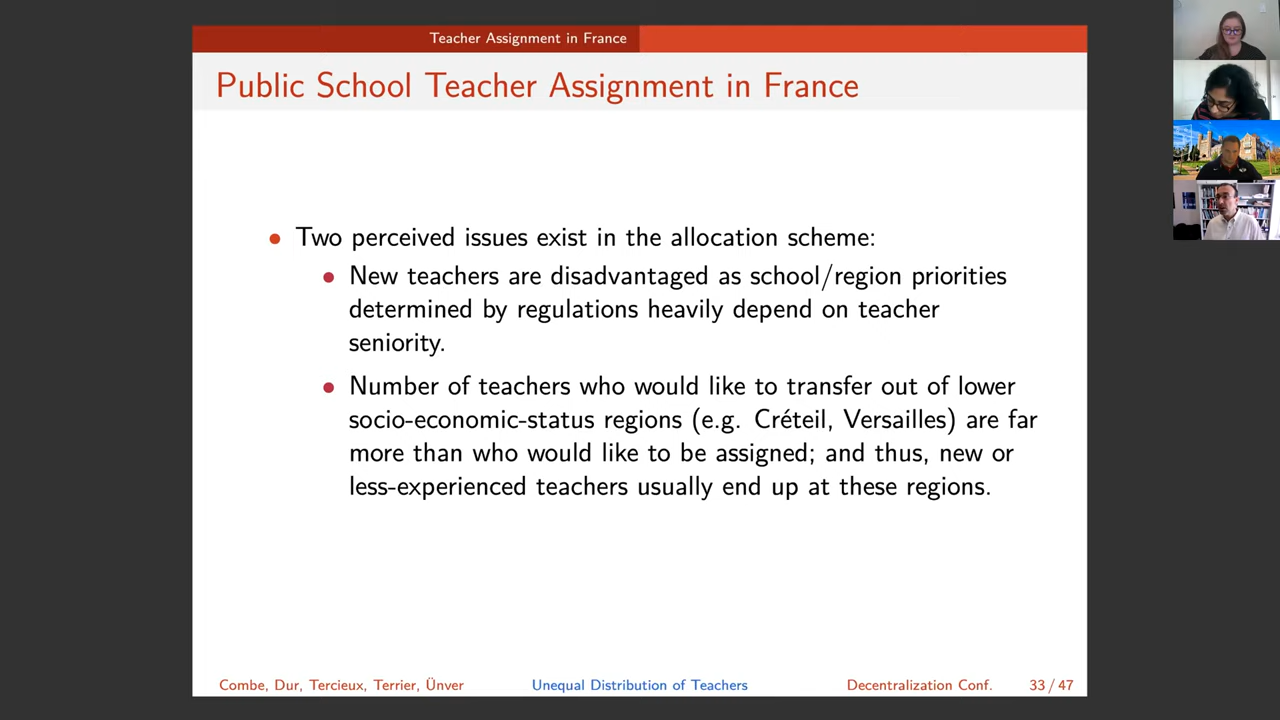 Teacher Assignment in France
Public School Teacher Assignment in France
• Two perceived issues exist in the allocation scheme:
• New teachers are disadvantaged as school/region priorities
determined by regulations heavily depend on teacher
seniority.
• Number of teachers who would like to transfer out of lower
socio-economic-status regions (e.g. Créteil, Versailles) are far
more than who would like to be assigned; and thus, new or
less-experienced teachers usually end up at these regions.
Combe, Dur, Tercieux, Terrier, Ünver Unequal Distribution of Teachers Decentralization Conf. 33 / 47